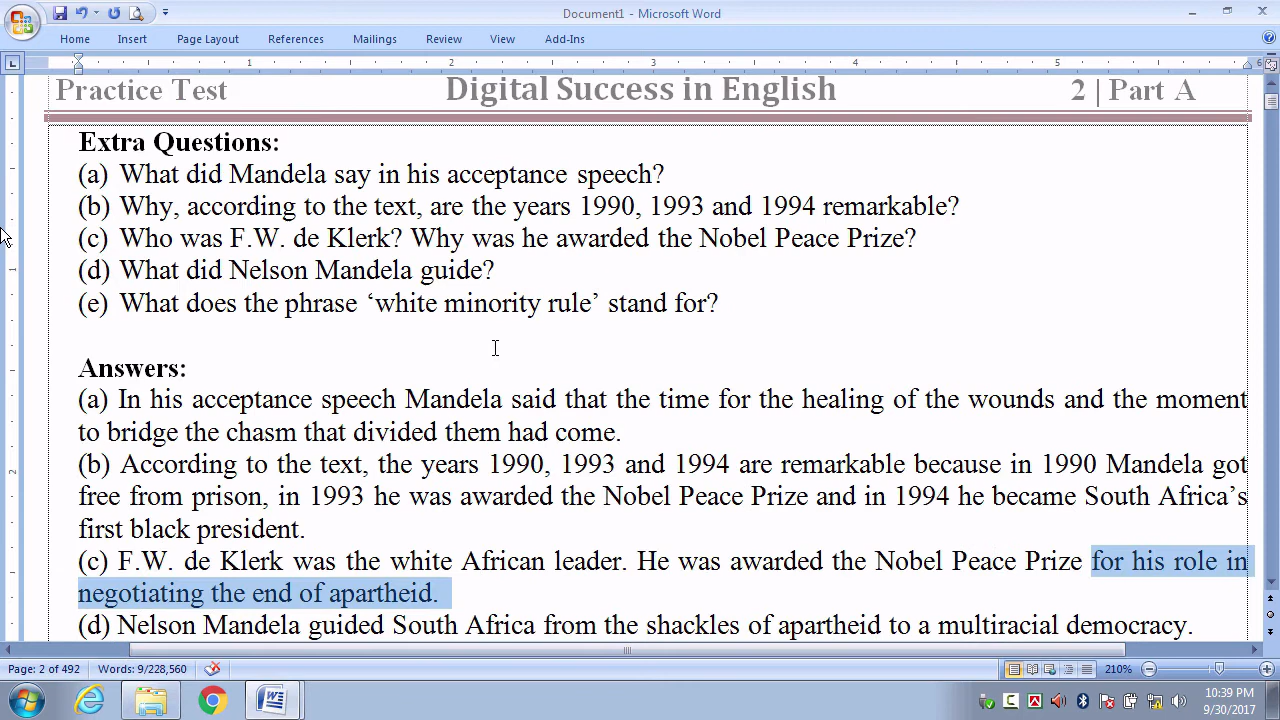 Document1 - Microsoft Word
Home Insert Page Layout References Mailings Review View Add-Ins
1 2 3 4 5 6
Practice Test Digital Success in English 2 | Part A
Extra Questions:
(a) What did Mandela say in his acceptance speech?
(b) Why, according to the text, are the years 1990, 1993 and 1994 remarkable?
(c) Who was F.W. de Klerk? Why was he awarded the Nobel Peace Prize?
(d) What did Nelson Mandela guide?
(e) What does the phrase ‘white minority rule’ stand for?
Answers:
(a) In his acceptance speech Mandela said that the time for the healing of the wounds and the moment
to bridge the chasm that divided them had come.
(b) According to the text, the years 1990, 1993 and 1994 are remarkable because in 1990 Mandela got
free from prison, in 1993 he was awarded the Nobel Peace Prize and in 1994 he became South Africa’s
first black president.
(c) F.W. de Klerk was the white African leader. He was awarded the Nobel Peace Prize for his role in
negotiating the end of apartheid.
(d) Nelson Mandela guided South Africa from the shackles of apartheid to a multiracial democracy.
Page: 2 of 492 Words: 9/228,560 210%
10:39 PM
9/30/2017